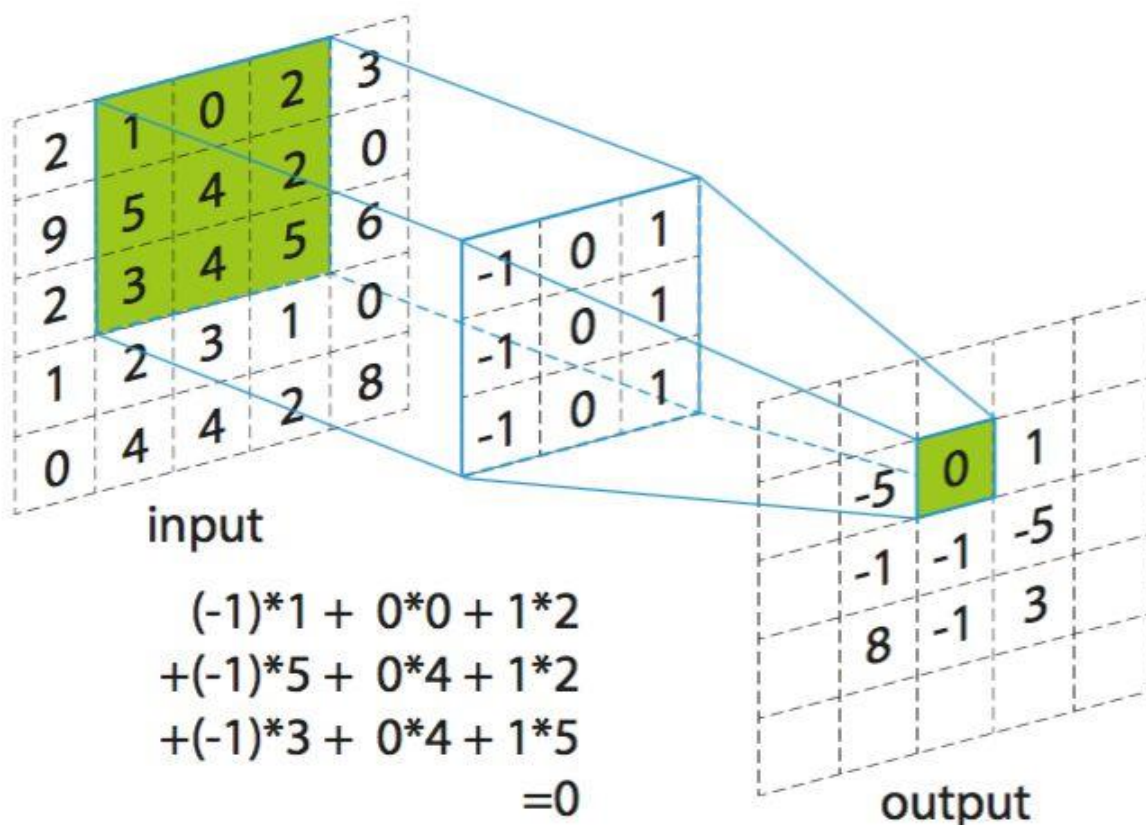 2 1 0 2 3
9 5 4 2 0
2 3 4 5 6
1 2 3 1 0
0 4 4 2 8
input
-1 0 1
-1 0 1
-1 0 1
-5 0 1
-1 -1 -5
8 -1 3
output
(-1)*1 + 0*0 + 1*2
+(-1)*5 + 0*4 + 1*2
+(-1)*3 + 0*4 + 1*5
=0